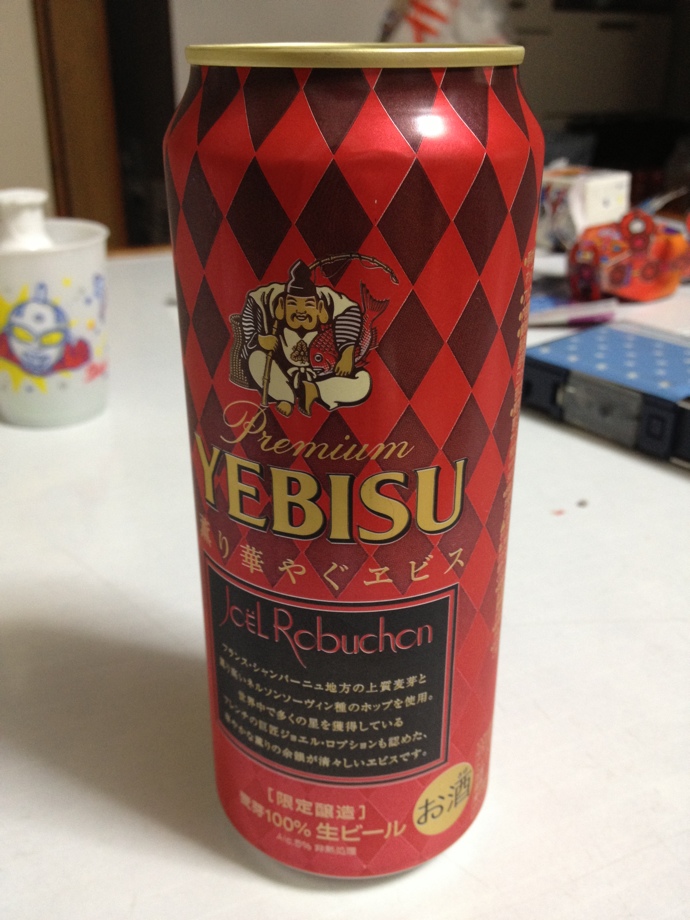 Premium
YEBISU
薫り華やぐヱビス
Joël Robuchon
フランス・シャンパーニュ地方の上質麦芽と
薫り高いネルソンソーヴィン種のホップを使用。
世界中で多くの星を獲得している
フレンチの巨匠ジョエル・ロブションも認めた、
華やかな薫りの余韻が清々しいヱビスです。
[限定醸造]
麦芽100% 生ビール
お酒
非熱処理